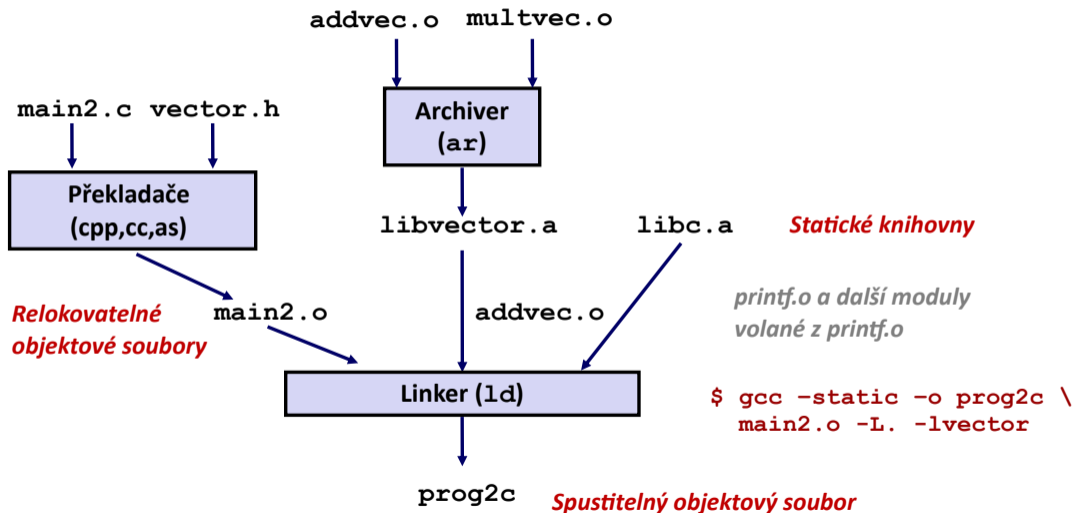 addvec.o multvec.o
main2.c vector.h
Archiver
(ar)
Překladače
(cpp,cc,as)
libvector.a
libc.a
Statické knihovny
Relokovatelné
objektové soubory
main2.o
addvec.o
printf.o a další moduly
volané z printf.o
Linker (ld)
$ gcc –static –o prog2c \
main2.o -L. -lvector
prog2c
Spustitelný objektový soubor